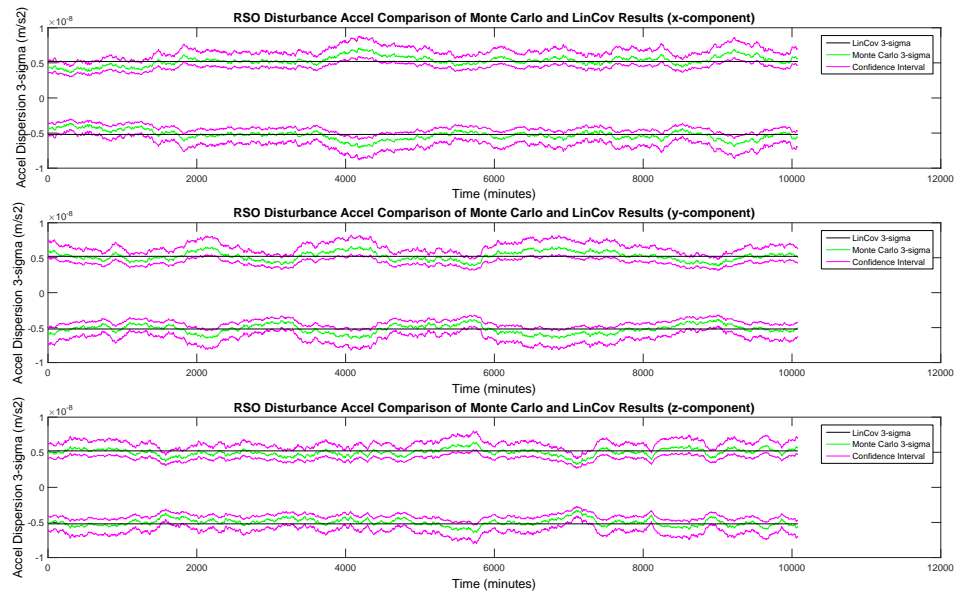 RSO Disturbance Accel Comparison of Monte Carlo and LinCov Results (x-component)
×10-8
1
0.5
0
-0.5
-1
Accel Dispersion 3-sigma (m/s2)
LinCov 3-sigma
Monte Carlo 3-sigma
Confidence Interval
0 2000 4000 6000 8000 10000 12000
Time (minutes)
RSO Disturbance Accel Comparison of Monte Carlo and LinCov Results (y-component)
×10-8
1
0.5
0
-0.5
-1
Accel Dispersion 3-sigma (m/s2)
LinCov 3-sigma
Monte Carlo 3-sigma
Confidence Interval
0 2000 4000 6000 8000 10000 12000
Time (minutes)
RSO Disturbance Accel Comparison of Monte Carlo and LinCov Results (z-component)
×10-8
1
0.5
0
-0.5
-1
Accel Dispersion 3-sigma (m/s2)
LinCov 3-sigma
Monte Carlo 3-sigma
Confidence Interval
0 2000 4000 6000 8000 10000 12000
Time (minutes)